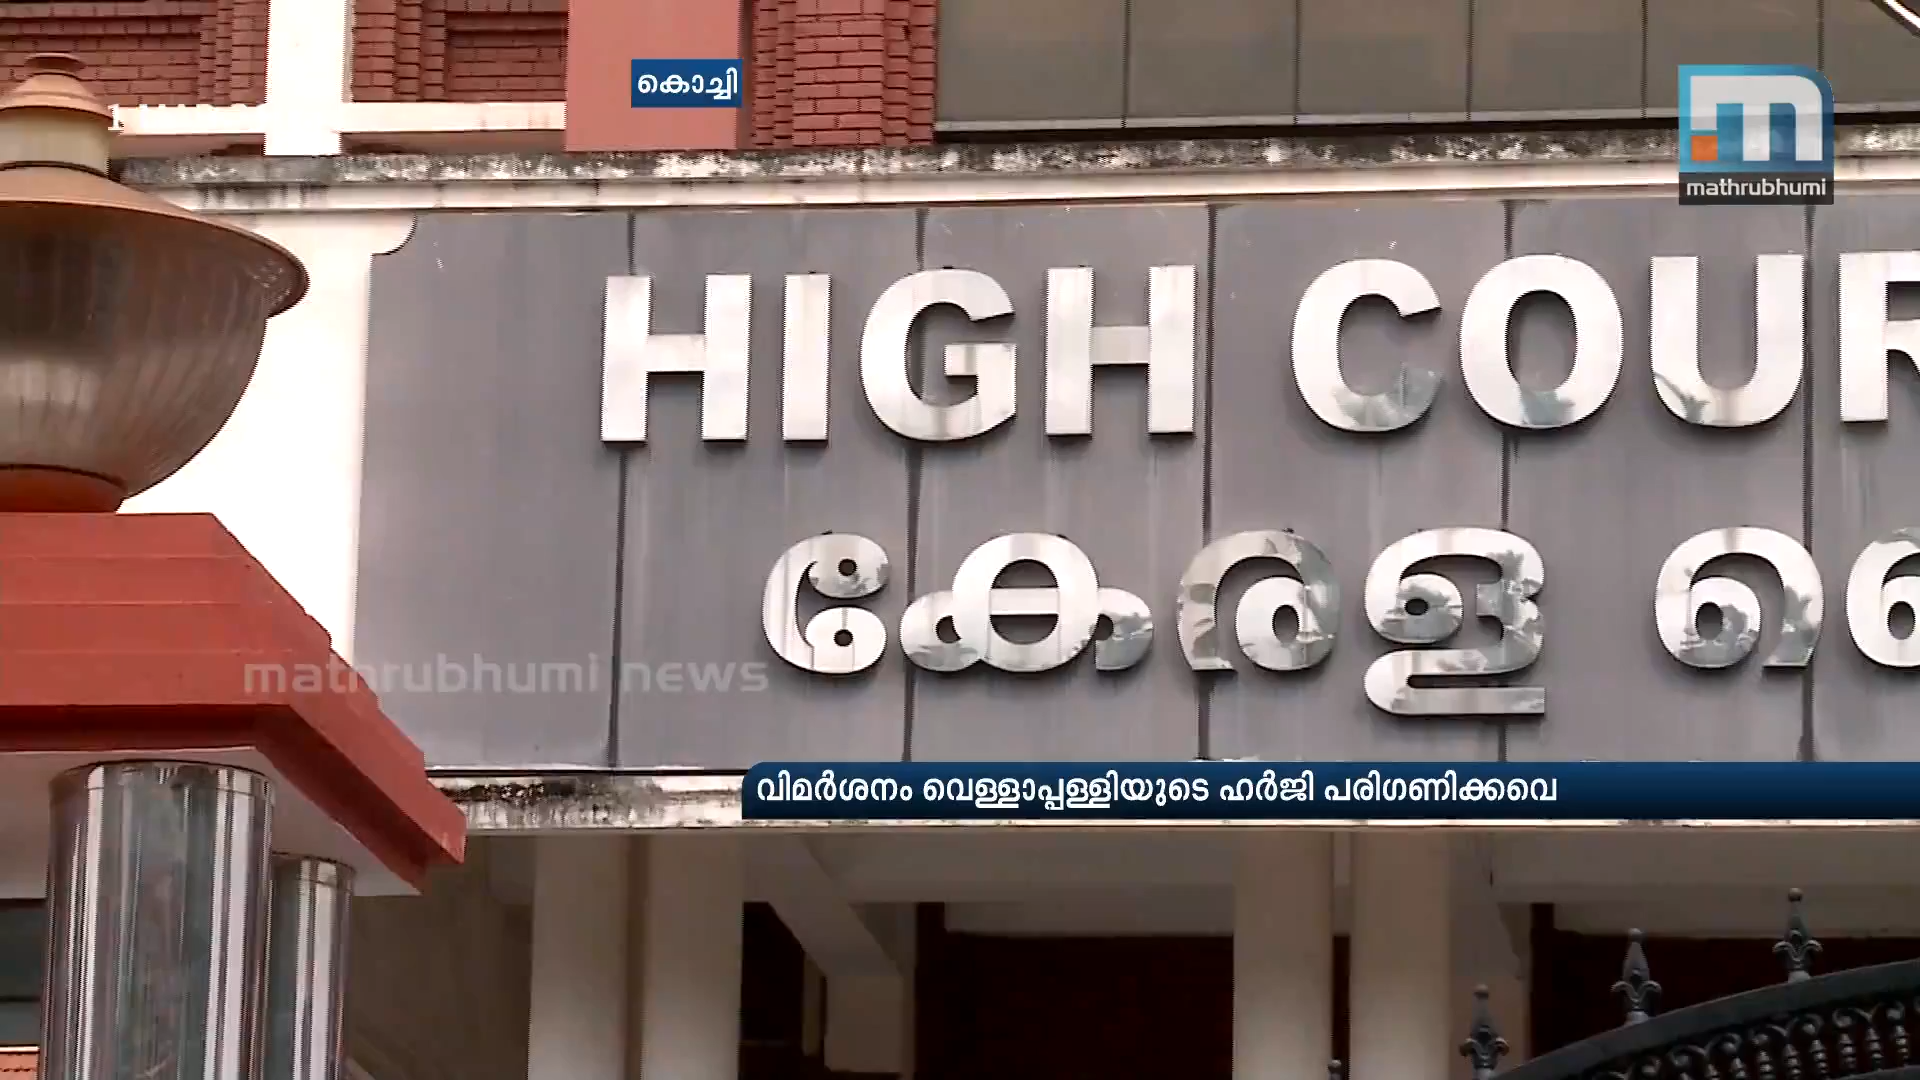 കൊച്ചി
mathrubhumi
HIGH COUR
കേരള ഹൈ
mathrubhumi news
വിമർശനം വെള്ളാപ്പള്ളിയുടെ ഹർജി പരിഗണിക്കവെ